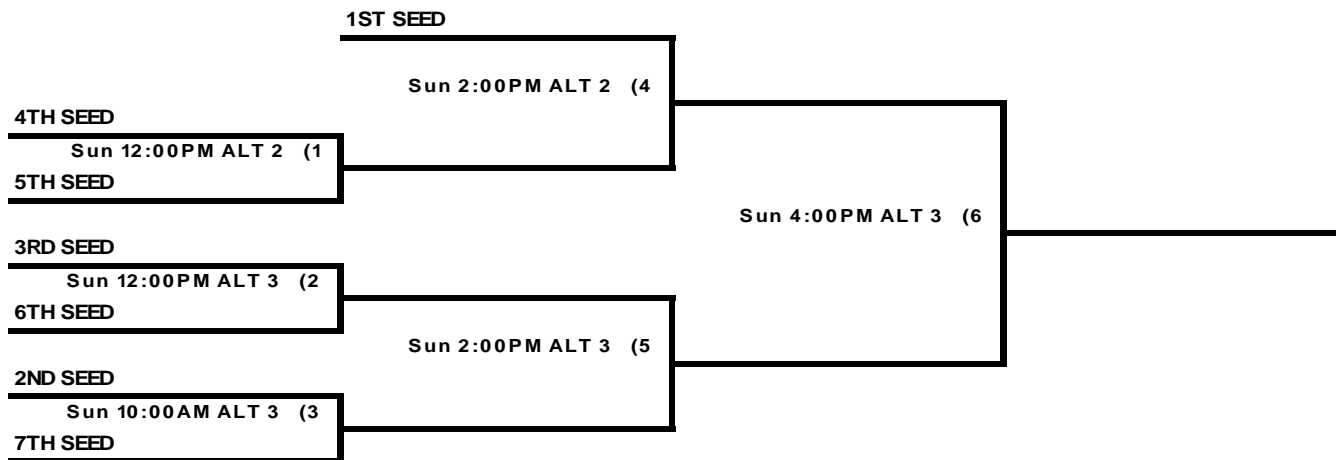 1ST SEED
Sun 2:00PM ALT 2 (4
4TH SEED
Sun 12:00PM ALT 2 (1
5TH SEED
Sun 4:00PM ALT 3 (6
3RD SEED
Sun 12:00PM ALT 3 (2
6TH SEED
Sun 2:00PM ALT 3 (5
2ND SEED
Sun 10:00AM ALT 3 (3
7TH SEED